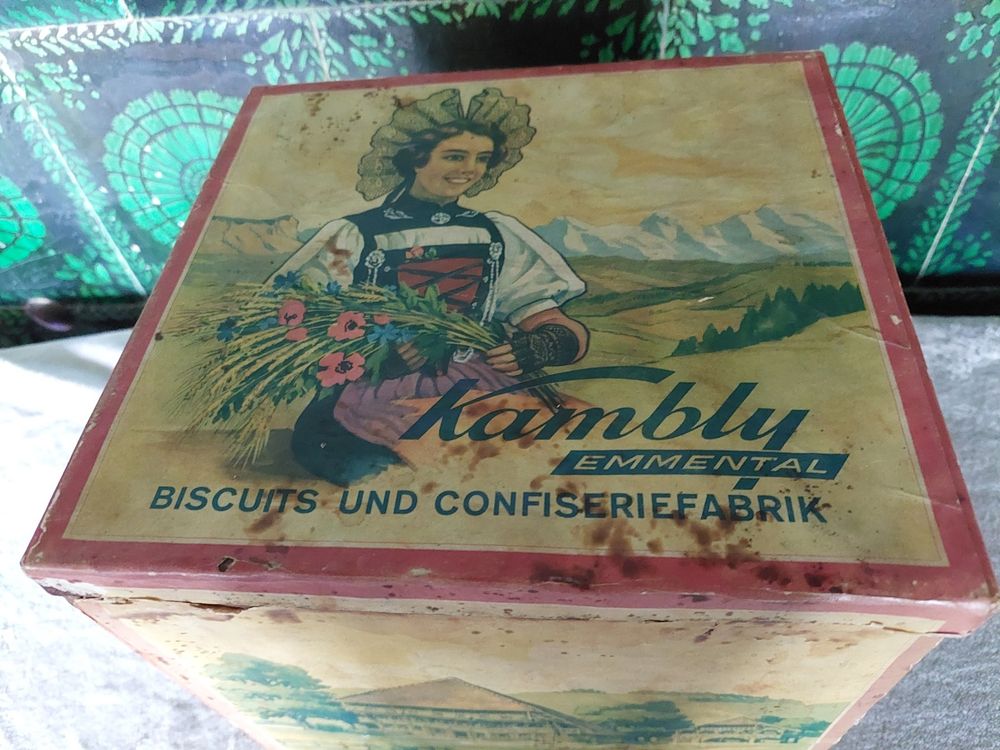 Kambly
EMMENTAL
BISCUITS UND CONFISERIEFABRIK